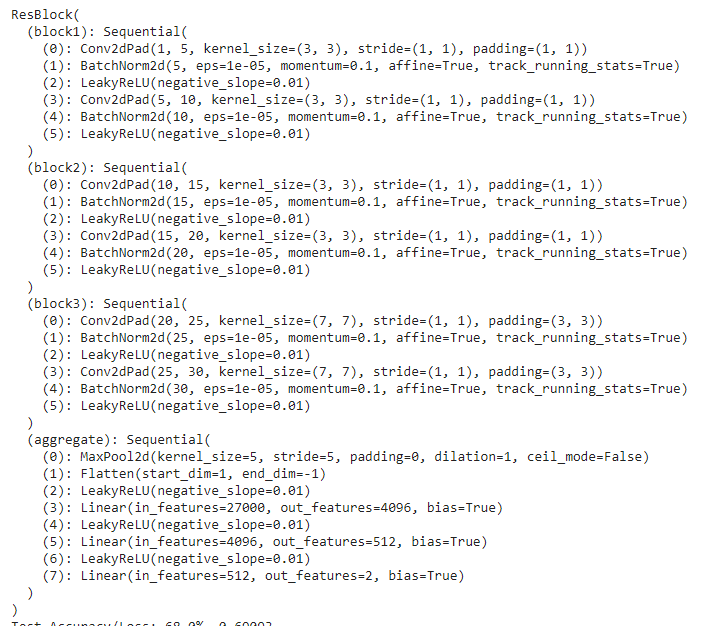 ResBlock(
  (block1): Sequential(
    (0): Conv2dPad(1, 5, kernel_size=(3, 3), stride=(1, 1), padding=(1, 1))
    (1): BatchNorm2d(5, eps=1e-05, momentum=0.1, affine=True, track_running_stats=True)
    (2): LeakyReLU(negative_slope=0.01)
    (3): Conv2dPad(5, 10, kernel_size=(3, 3), stride=(1, 1), padding=(1, 1))
    (4): BatchNorm2d(10, eps=1e-05, momentum=0.1, affine=True, track_running_stats=True)
    (5): LeakyReLU(negative_slope=0.01)
  )
  (block2): Sequential(
    (0): Conv2dPad(10, 15, kernel_size=(3, 3), stride=(1, 1), padding=(1, 1))
    (1): BatchNorm2d(15, eps=1e-05, momentum=0.1, affine=True, track_running_stats=True)
    (2): LeakyReLU(negative_slope=0.01)
    (3): Conv2dPad(15, 20, kernel_size=(3, 3), stride=(1, 1), padding=(1, 1))
    (4): BatchNorm2d(20, eps=1e-05, momentum=0.1, affine=True, track_running_stats=True)
    (5): LeakyReLU(negative_slope=0.01)
  )
  (block3): Sequential(
    (0): Conv2dPad(20, 25, kernel_size=(7, 7), stride=(1, 1), padding=(3, 3))
    (1): BatchNorm2d(25, eps=1e-05, momentum=0.1, affine=True, track_running_stats=True)
    (2): LeakyReLU(negative_slope=0.01)
    (3): Conv2dPad(25, 30, kernel_size=(7, 7), stride=(1, 1), padding=(3, 3))
    (4): BatchNorm2d(30, eps=1e-05, momentum=0.1, affine=True, track_running_stats=True)
    (5): LeakyReLU(negative_slope=0.01)
  )
  (aggregate): Sequential(
    (0): MaxPool2d(kernel_size=5, stride=5, padding=0, dilation=1, ceil_mode=False)
    (1): Flatten(start_dim=1, end_dim=-1)
    (2): LeakyReLU(negative_slope=0.01)
    (3): Linear(in_features=27000, out_features=4096, bias=True)
    (4): LeakyReLU(negative_slope=0.01)
    (5): Linear(in_features=4096, out_features=512, bias=True)
    (6): LeakyReLU(negative_slope=0.01)
    (7): Linear(in_features=512, out_features=2, bias=True)
  )
)
Test Accuracy/Loss: 68.0%